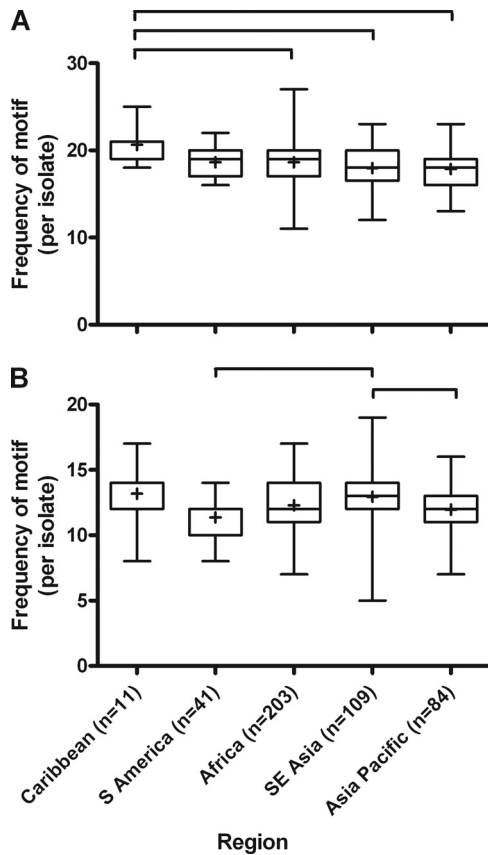 A
Frequency of motif
(per isolate)
30
20
10
0
B
Frequency of motif
(per isolate)
20
15
10
5
0
Caribbean (n=11)
S America (n=41)
Africa (n=203)
SE Asia (n=109)
Asia Pacific (n=84)
Region